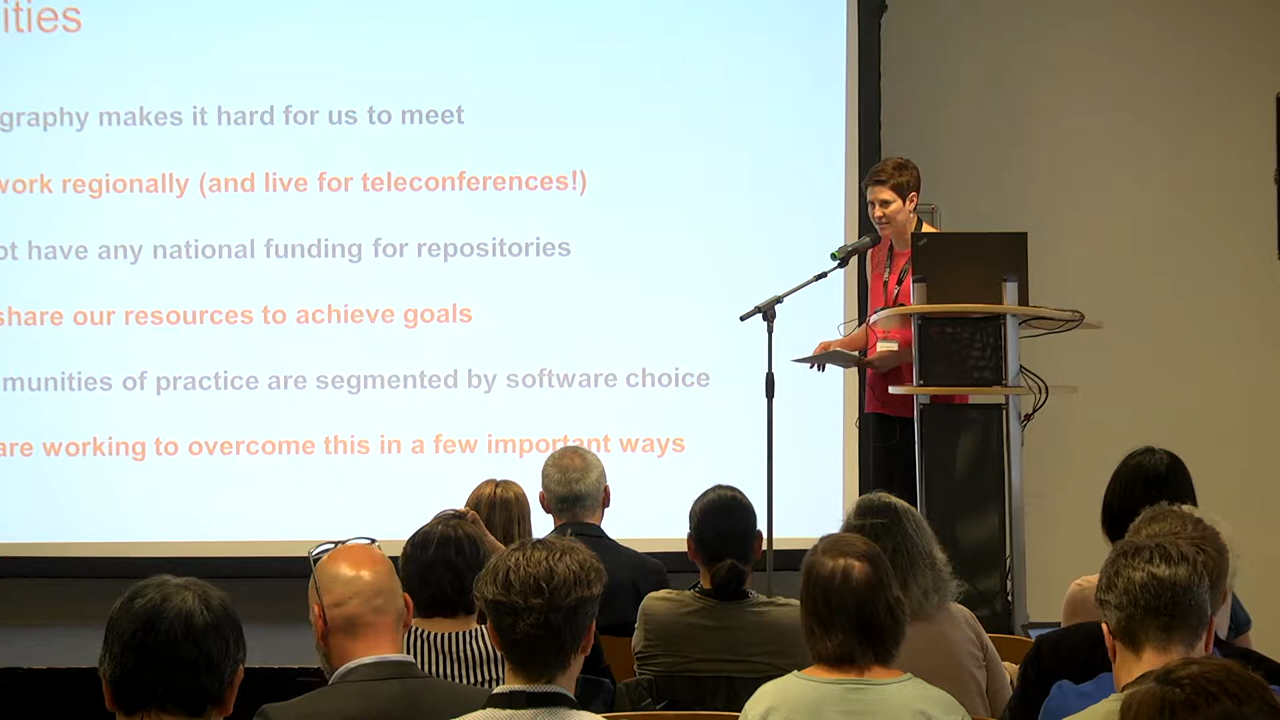 ities
graphy makes it hard for us to meet
work regionally (and live for teleconferences!)
ot have any national funding for repositories
share our resources to achieve goals
munities of practice are segmented by software choice
are working to overcome this in a few important ways